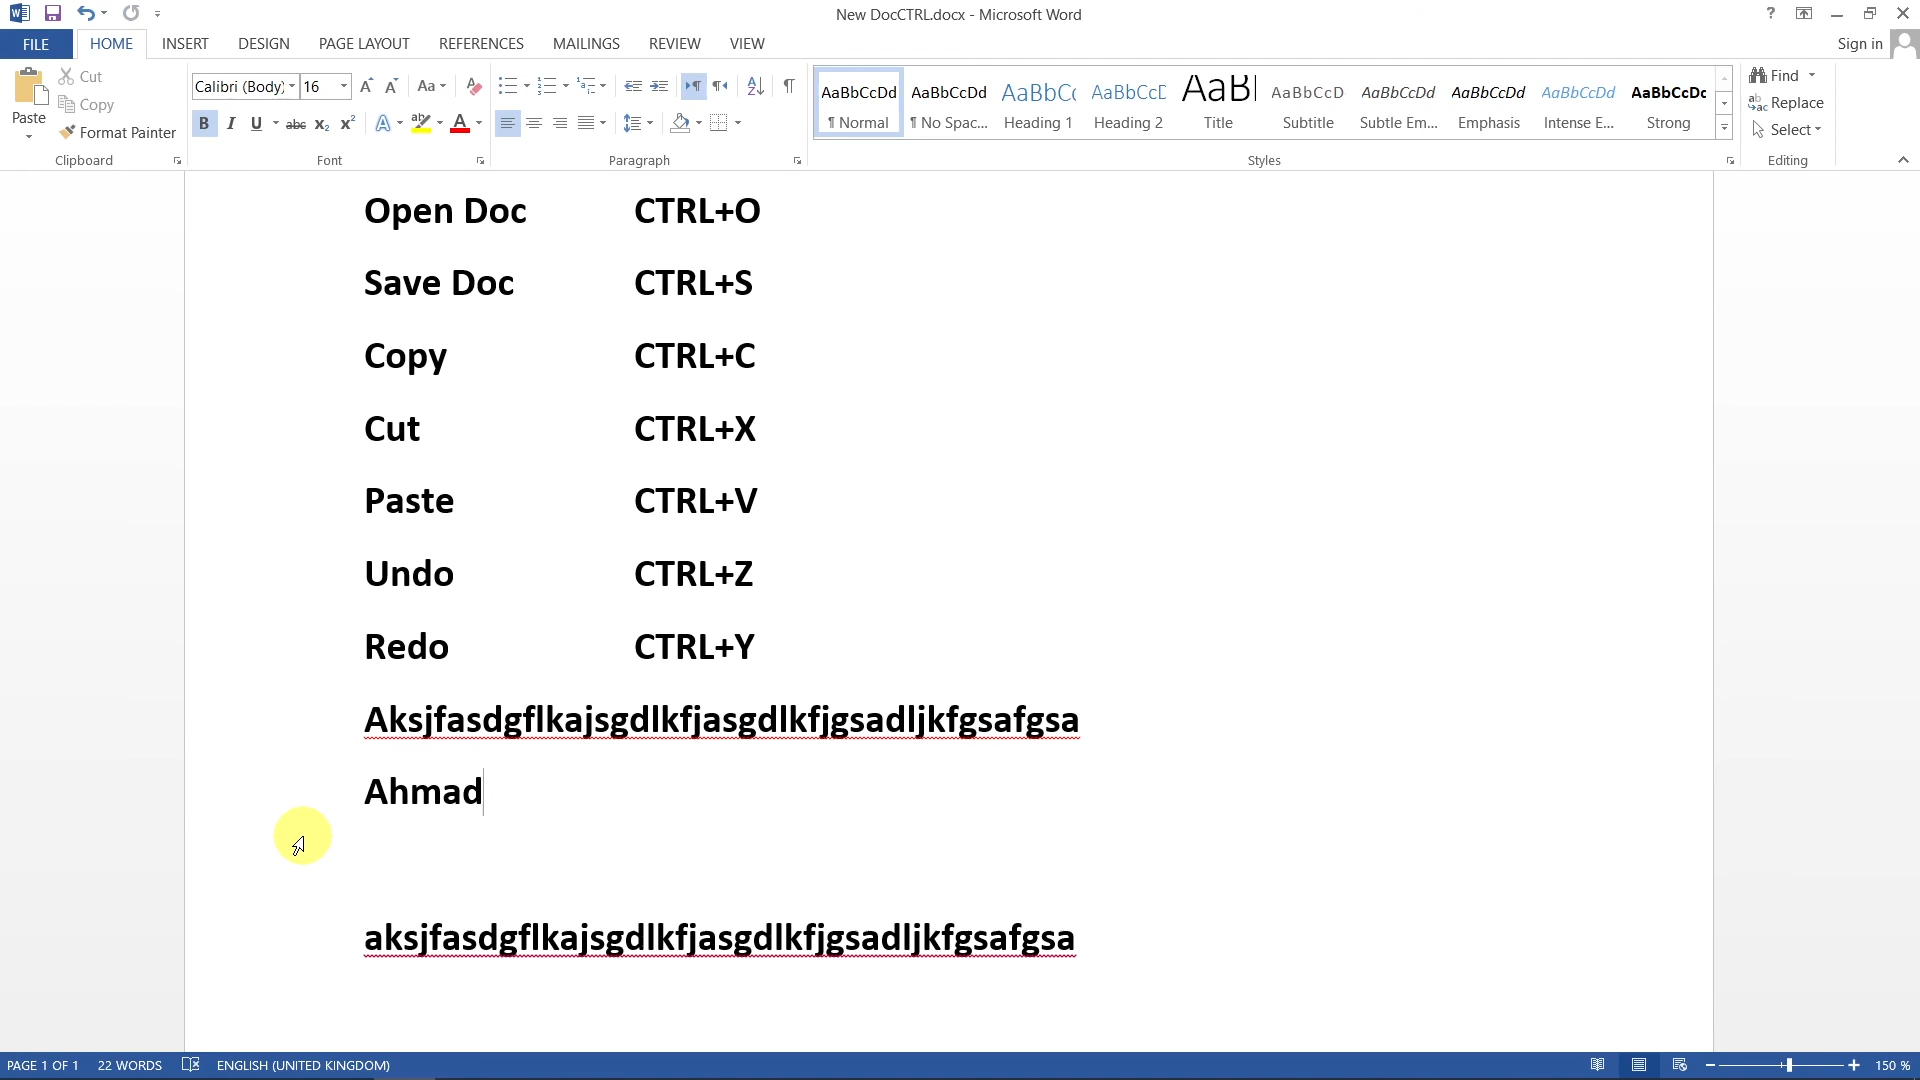 New DocCTRL.docx - Microsoft Word
FILE HOME INSERT DESIGN PAGE LAYOUT REFERENCES MAILINGS REVIEW VIEW Sign in
Paste
Cut
Copy
Format Painter
Clipboard
Calibri (Body) 16
Font
Paragraph
AaBbCcDd AaBbCcDd AaBbCc AaBbCcD AaBl AaBbCcD AaBbCcDd AaBbCcDd AaBbCcDd AaBbCcDc
¶ Normal ¶ No Spac... Heading 1 Heading 2 Title Subtitle Subtle Em... Emphasis Intense E... Strong
Styles
Find
Replace
Select
Editing
Open Doc CTRL+O
Save Doc CTRL+S
Copy CTRL+C
Cut CTRL+X
Paste CTRL+V
Undo CTRL+Z
Redo CTRL+Y
Aksjfasdgflkajsgdlkfjasgdlkfjgsadljkfgsafgsa
Ahmad
aksjfasdgflkajsgdlkfjasgdlkfjgsadljkfgsafgsa
PAGE 1 OF 1 22 WORDS ENGLISH (UNITED KINGDOM) 150 %